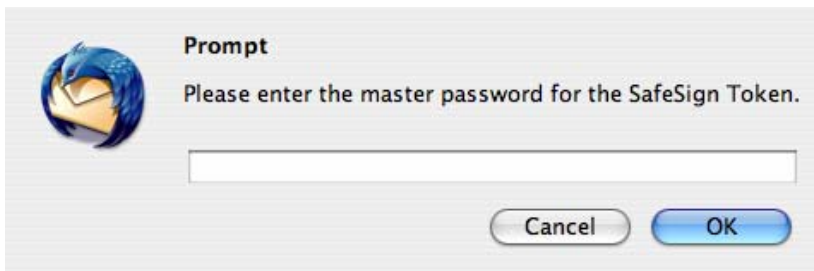 Prompt
Please enter the master password for the SafeSign Token.
Cancel OK